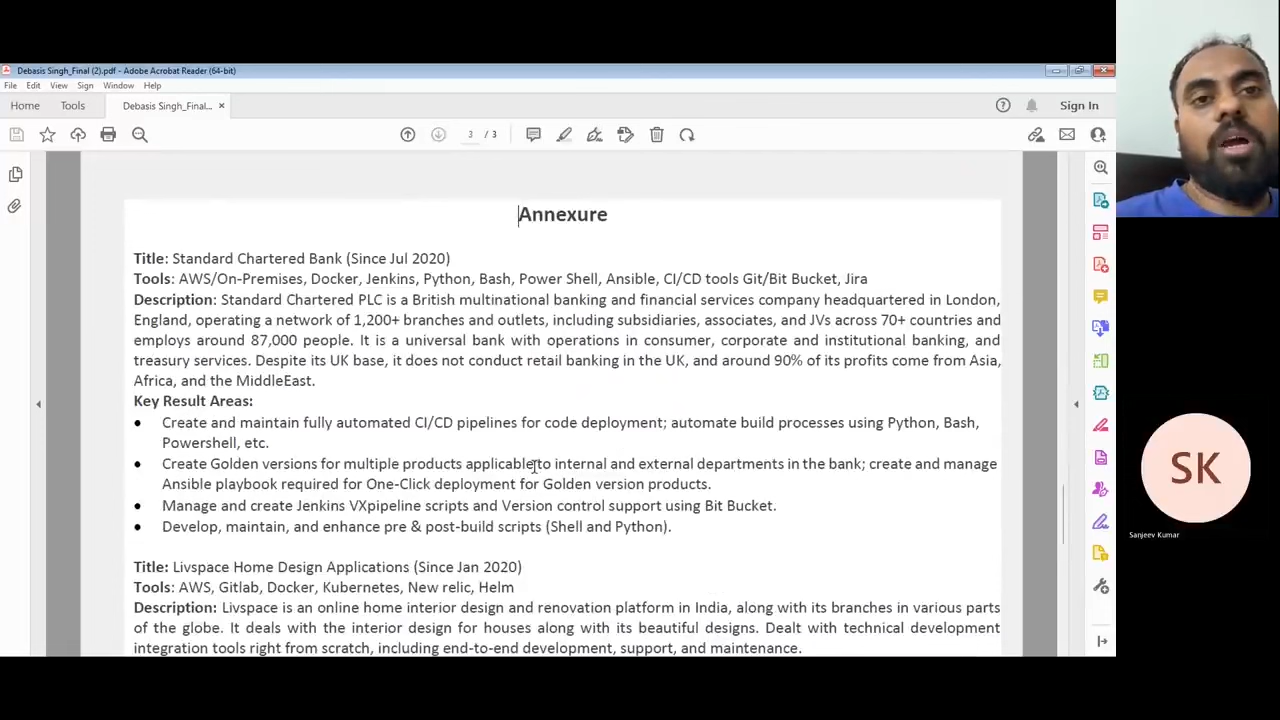 Debasis Singh_Final (2).pdf - Adobe Acrobat Reader (64-bit)
File Edit View Sign Window Help
Home Tools Debasis Singh_Final... × Sign In
3 / 3
Annexure
Title: Standard Chartered Bank (Since Jul 2020)
Tools: AWS/On-Premises, Docker, Jenkins, Python, Bash, Power Shell, Ansible, CI/CD tools Git/Bit Bucket, Jira
Description: Standard Chartered PLC is a British multinational banking and financial services company headquartered in London,
England, operating a network of 1,200+ branches and outlets, including subsidiaries, associates, and JVs across 70+ countries and
employs around 87,000 people. It is a universal bank with operations in consumer, corporate and institutional banking, and
treasury services. Despite its UK base, it does not conduct retail banking in the UK, and around 90% of its profits come from Asia,
Africa, and the MiddleEast.
Key Result Areas:
• Create and maintain fully automated CI/CD pipelines for code deployment; automate build processes using Python, Bash,
Powershell, etc.
• Create Golden versions for multiple products applicable to internal and external departments in the bank; create and manage
Ansible playbook required for One-Click deployment for Golden version products.
• Manage and create Jenkins VXpipeline scripts and Version control support using Bit Bucket.
• Develop, maintain, and enhance pre & post-build scripts (Shell and Python).
Title: Livspace Home Design Applications (Since Jan 2020)
Tools: AWS, Gitlab, Docker, Kubernetes, New relic, Helm
Description: Livspace is an online home interior design and renovation platform in India, along with its branches in various parts
of the globe. It deals with the interior design for houses along with its beautiful designs. Dealt with technical development
integration tools right from scratch, including end-to-end development, support, and maintenance.
SK
Sanjeev Kumar